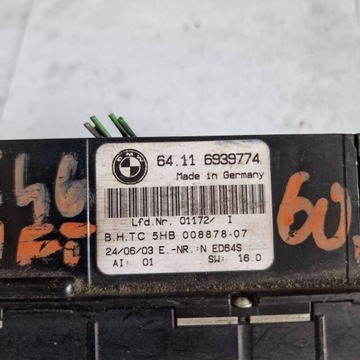 BMW
64.11 6939774
Made in Germany
Lfd.Nr. 01172/ I
B.H.TC 5HB 008878-07
24/06/03 E.-NR.:N ED64S
AI: 01 SW: 16.0
46
60,